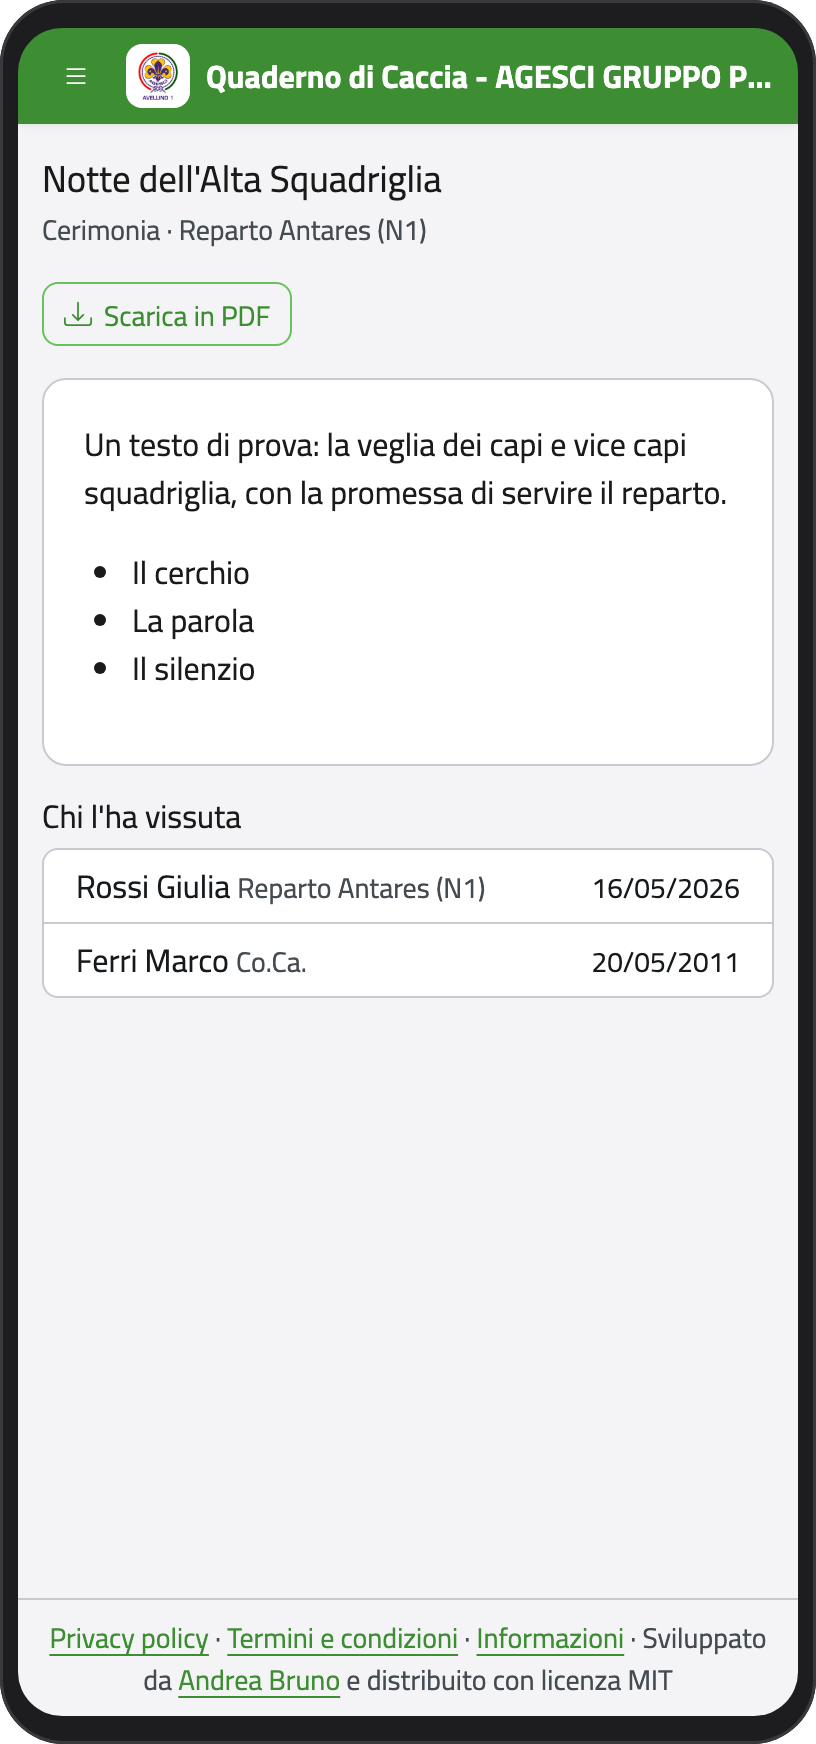 AVELLINO 1
Quaderno di Caccia - AGESCI GRUPPO P...
Notte dell'Alta Squadriglia
Cerimonia · Reparto Antares (N1)
Scarica in PDF
Un testo di prova: la veglia dei capi e vice capi
squadriglia, con la promessa di servire il reparto.
• Il cerchio
• La parola
• Il silenzio
Chi l'ha vissuta
Rossi Giulia Reparto Antares (N1) 16/05/2026
Ferri Marco Co.Ca. 20/05/2011
Privacy policy · Termini e condizioni · Informazioni · Sviluppato
da Andrea Bruno e distribuito con licenza MIT